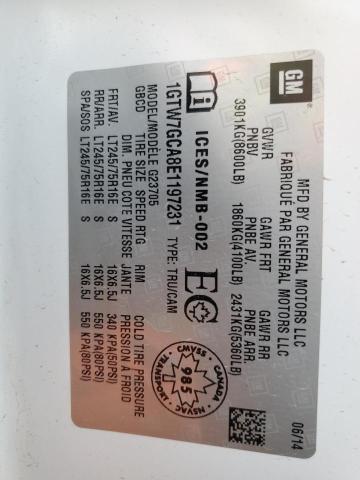 GM
MFD BY GENERAL MOTORS LLC
FABRIQUÉ PAR GENERAL MOTORS LLC
06/14
GVWR GAWR FRT GAWR RR
PNBV PNBE AV. PNBE ARR.
3901KG(8600LB) 1860KG(4100LB) 2431KG(5360LB)
ICES/NMB-002
EC
CMVSS CANADA
985
TRANSPORT NSVAC
1GTW7GCA8E1197231 TYPE: TRU/CAM
MODEL/MODÈLE G23705
GBCD TIRE SIZE SPEED RTG RIM COLD TIRE PRESSURE
DIM. PNEU COTE VITESSE JANTE PRESSION A FROID
FRT/AV. LT245/75R16E S 16X6.5J 340 KPA(50PSI)
RR/ARR. LT245/75R16E S 16X6.5J 550 KPA(80PSI)
SPA/SOS LT245/75R16E S 16X6.5J 550 KPA(80PSI)